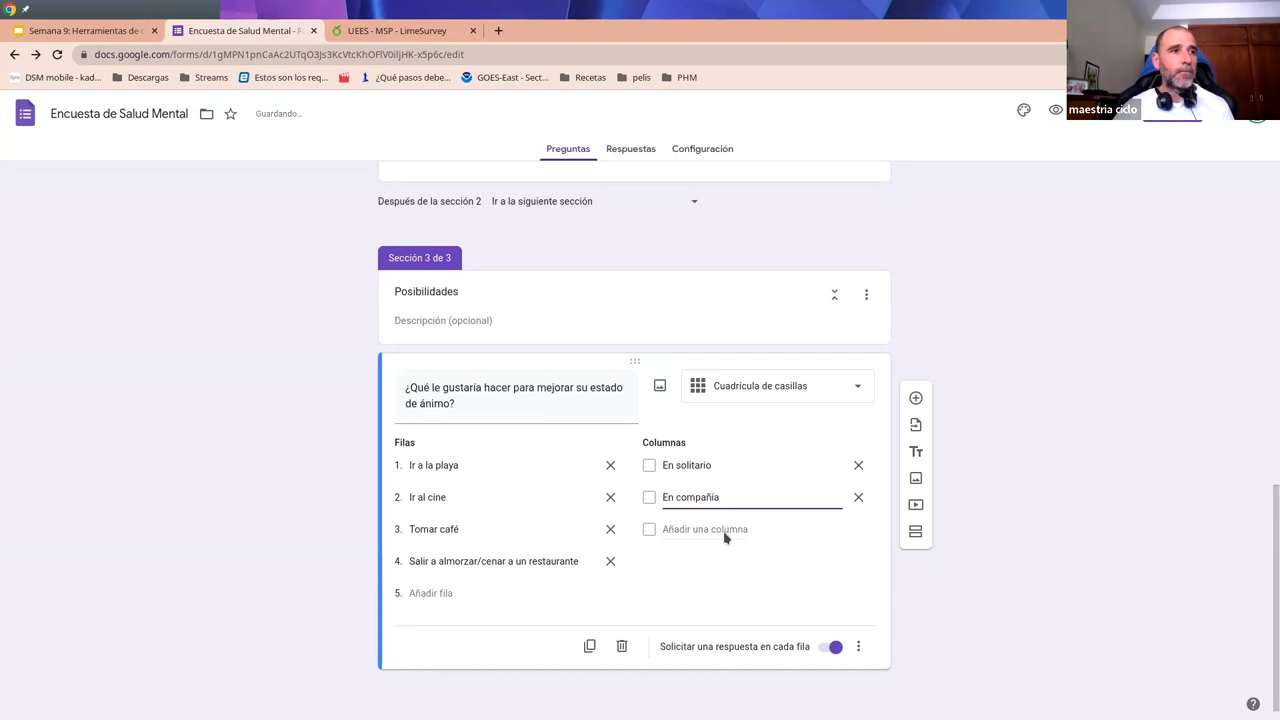 Semana 9: Herramientas de
Encuesta de Salud Mental - F
UEES - MSP - LimeSurvey
docs.google.com/forms/d/1gMPN1pnCaAc2UTqO3Js3KcVtcKhOFlV0iljHK-x5p6c/edit
DSM mobile - kad...
Descargas
Streams
Estos son los req...
¿Qué pasos debe...
GOES-East - Sect...
Recetas
pelis
PHM
maestria ciclo
Encuesta de Salud Mental
Guardando...
Preguntas
Respuestas
Configuración
Después de la sección 2 Ir a la siguiente sección
Sección 3 de 3
Posibilidades
Descripción (opcional)
¿Qué le gustaría hacer para mejorar su estado
de ánimo?
Cuadrícula de casillas
Filas
Columnas
1. Ir a la playa
En solitario
2. Ir al cine
En compañía
3. Tomar café
Añadir una columna
4. Salir a almorzar/cenar a un restaurante
5. Añadir fila
Solicitar una respuesta en cada fila